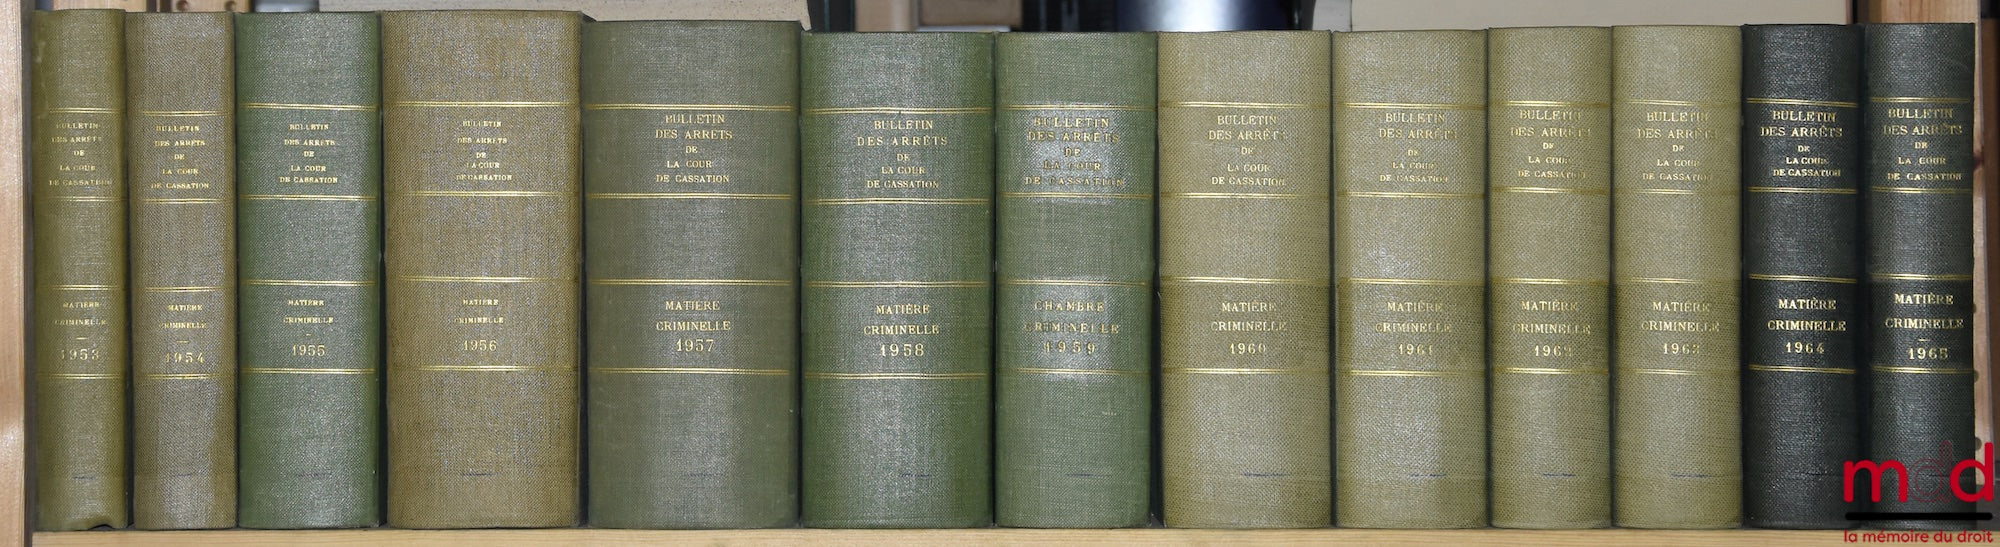 BULLETIN
DES ARRÊTS
DE
LA COUR
DE CASSATION
MATIÈRE
CRIMINELLE
1953
BULLETIN
DES ARRÊTS
DE
LA COUR
DE CASSATION
MATIÈRE
CRIMINELLE
1954
BULLETIN
DES ARRÊTS
DE
LA COUR
DE CASSATION
MATIÈRE
CRIMINELLE
1955
BULLETIN
DES ARRÊTS
DE
LA COUR
DE CASSATION
MATIÈRE
CRIMINELLE
1956
BULLETIN
DES ARRETS
DE
LA COUR
DE CASSATION
MATIERE
CRIMINELLE
1957
BULLETIN
DES ARRÊTS
DE
LA COUR
DE CASSATION
MATIÈRE
CRIMINELLE
1958
BULLETIN
DES ARRÊTS
DE
LA COUR
DE CASSATION
CHAMBRE
CRIMINELLE
1959
BULLETIN
DES ARRÊTS
DE
LA COUR
DE CASSATION
MATIÈRE
CRIMINELLE
1960
BULLETIN
DES ARRÊTS
DE
LA COUR
DE CASSATION
MATIÈRE
CRIMINELLE
1961
BULLETIN
DES ARRÊTS
DE
LA COUR
DE CASSATION
MATIÈRE
CRIMINELLE
1962
BULLETIN
DES ARRÊTS
DE
LA COUR
DE CASSATION
MATIÈRE
CRIMINELLE
1963
BULLETIN
DES ARRÊTS
DE
LA COUR
DE CASSATION
MATIÈRE
CRIMINELLE
1964
BULLETIN
DES ARRÊTS
DE
LA COUR
DE CASSATION
MATIÈRE
CRIMINELLE
1965
mdd
la mémoire du droit